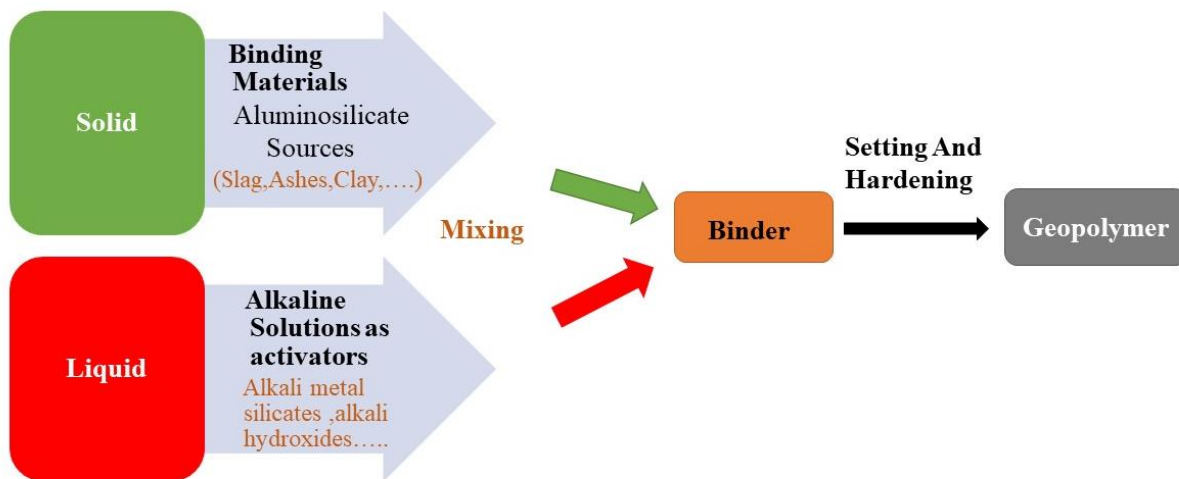 Solid
Binding
Materials
Aluminosilicate
Sources
(Slag,Ashes,Clay,....)
Liquid
Alkaline
Solutions as
activators
Alkali metal
silicates ,alkali
hydroxides.....
Mixing
Binder
Setting And
Hardening
Geopolymer